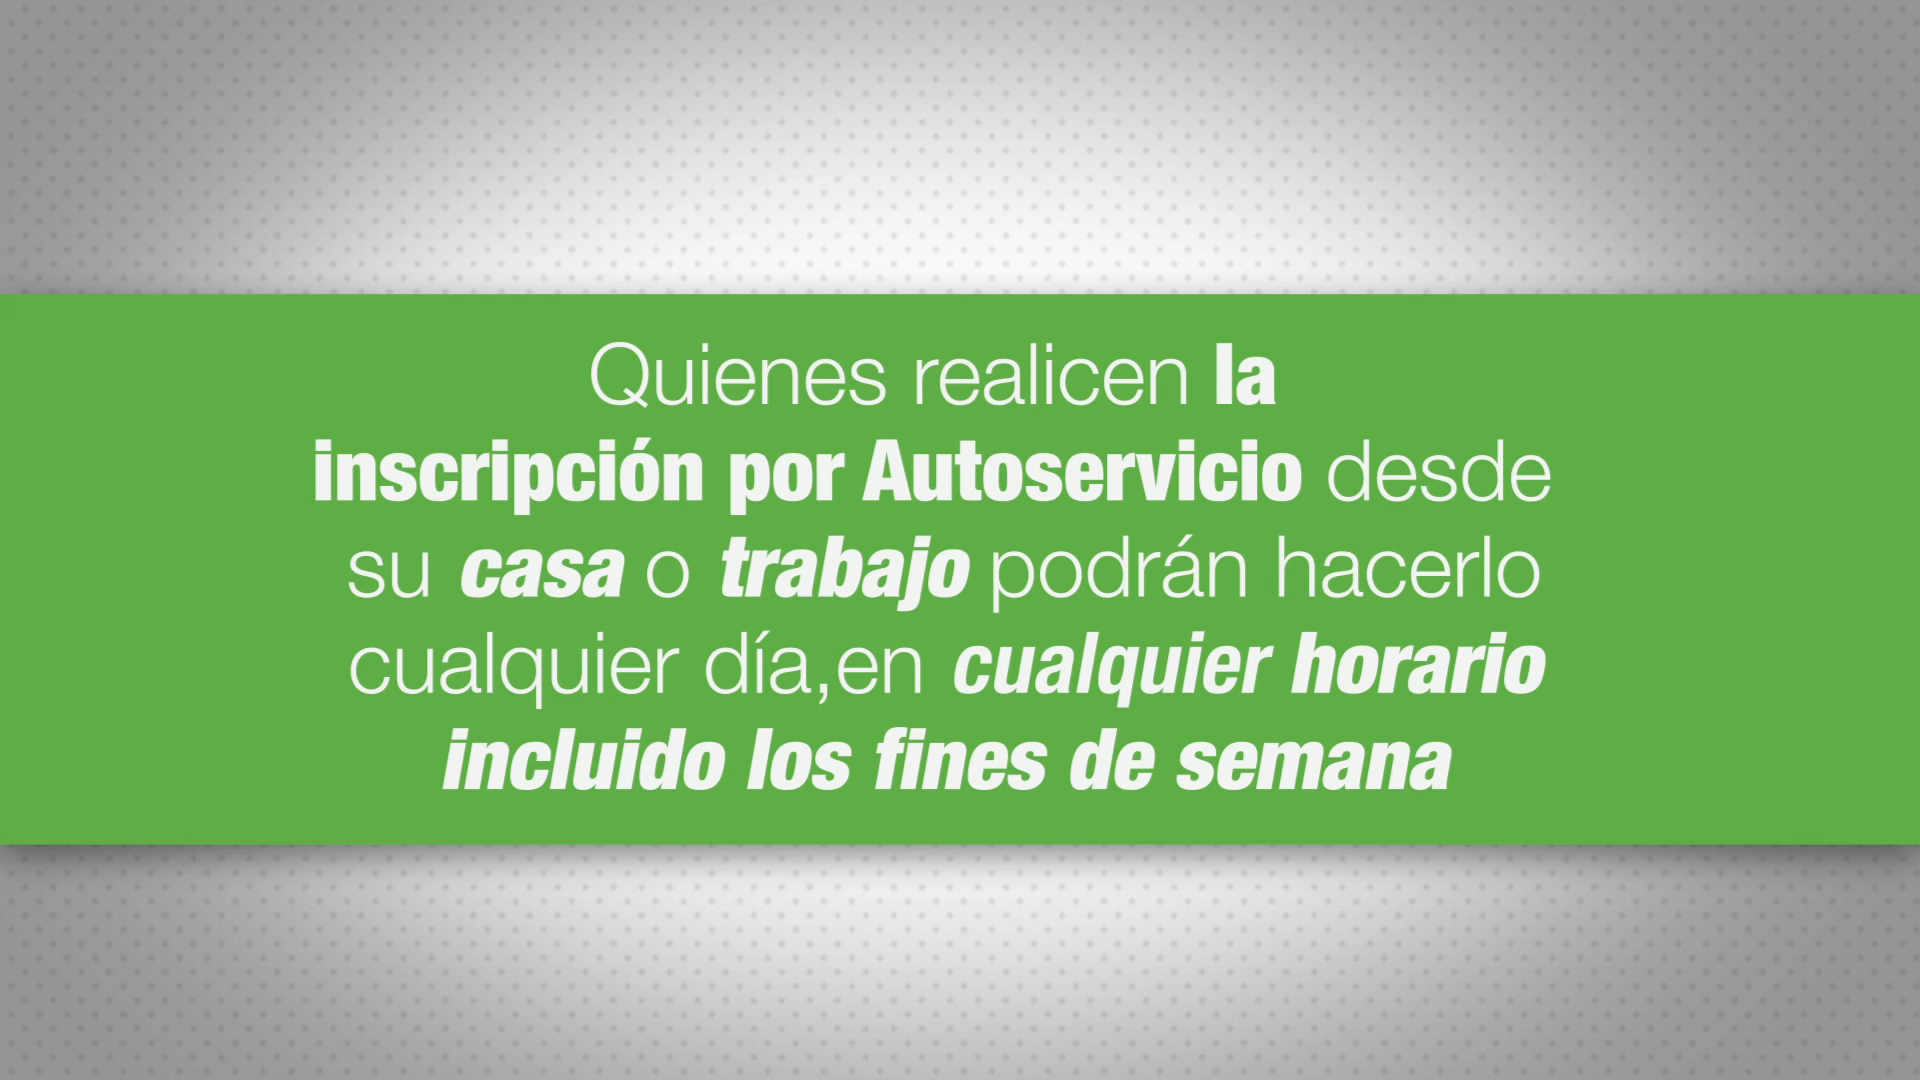 Quienes realicen la
inscripción por Autoservicio desde
su casa o trabajo podrán hacerlo
cualquier día,en cualquier horario
incluido los fines de semana